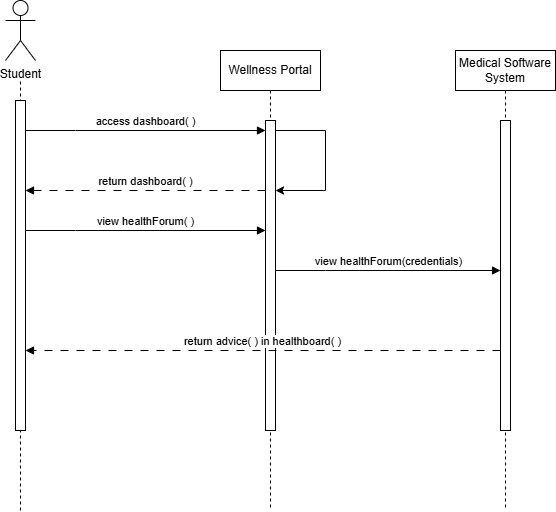 Student
Wellness Portal
Medical Software
System
access dashboard( )
return dashboard( )
view healthForum( )
view healthForum(credentials)
return advice( ) in healthboard( )